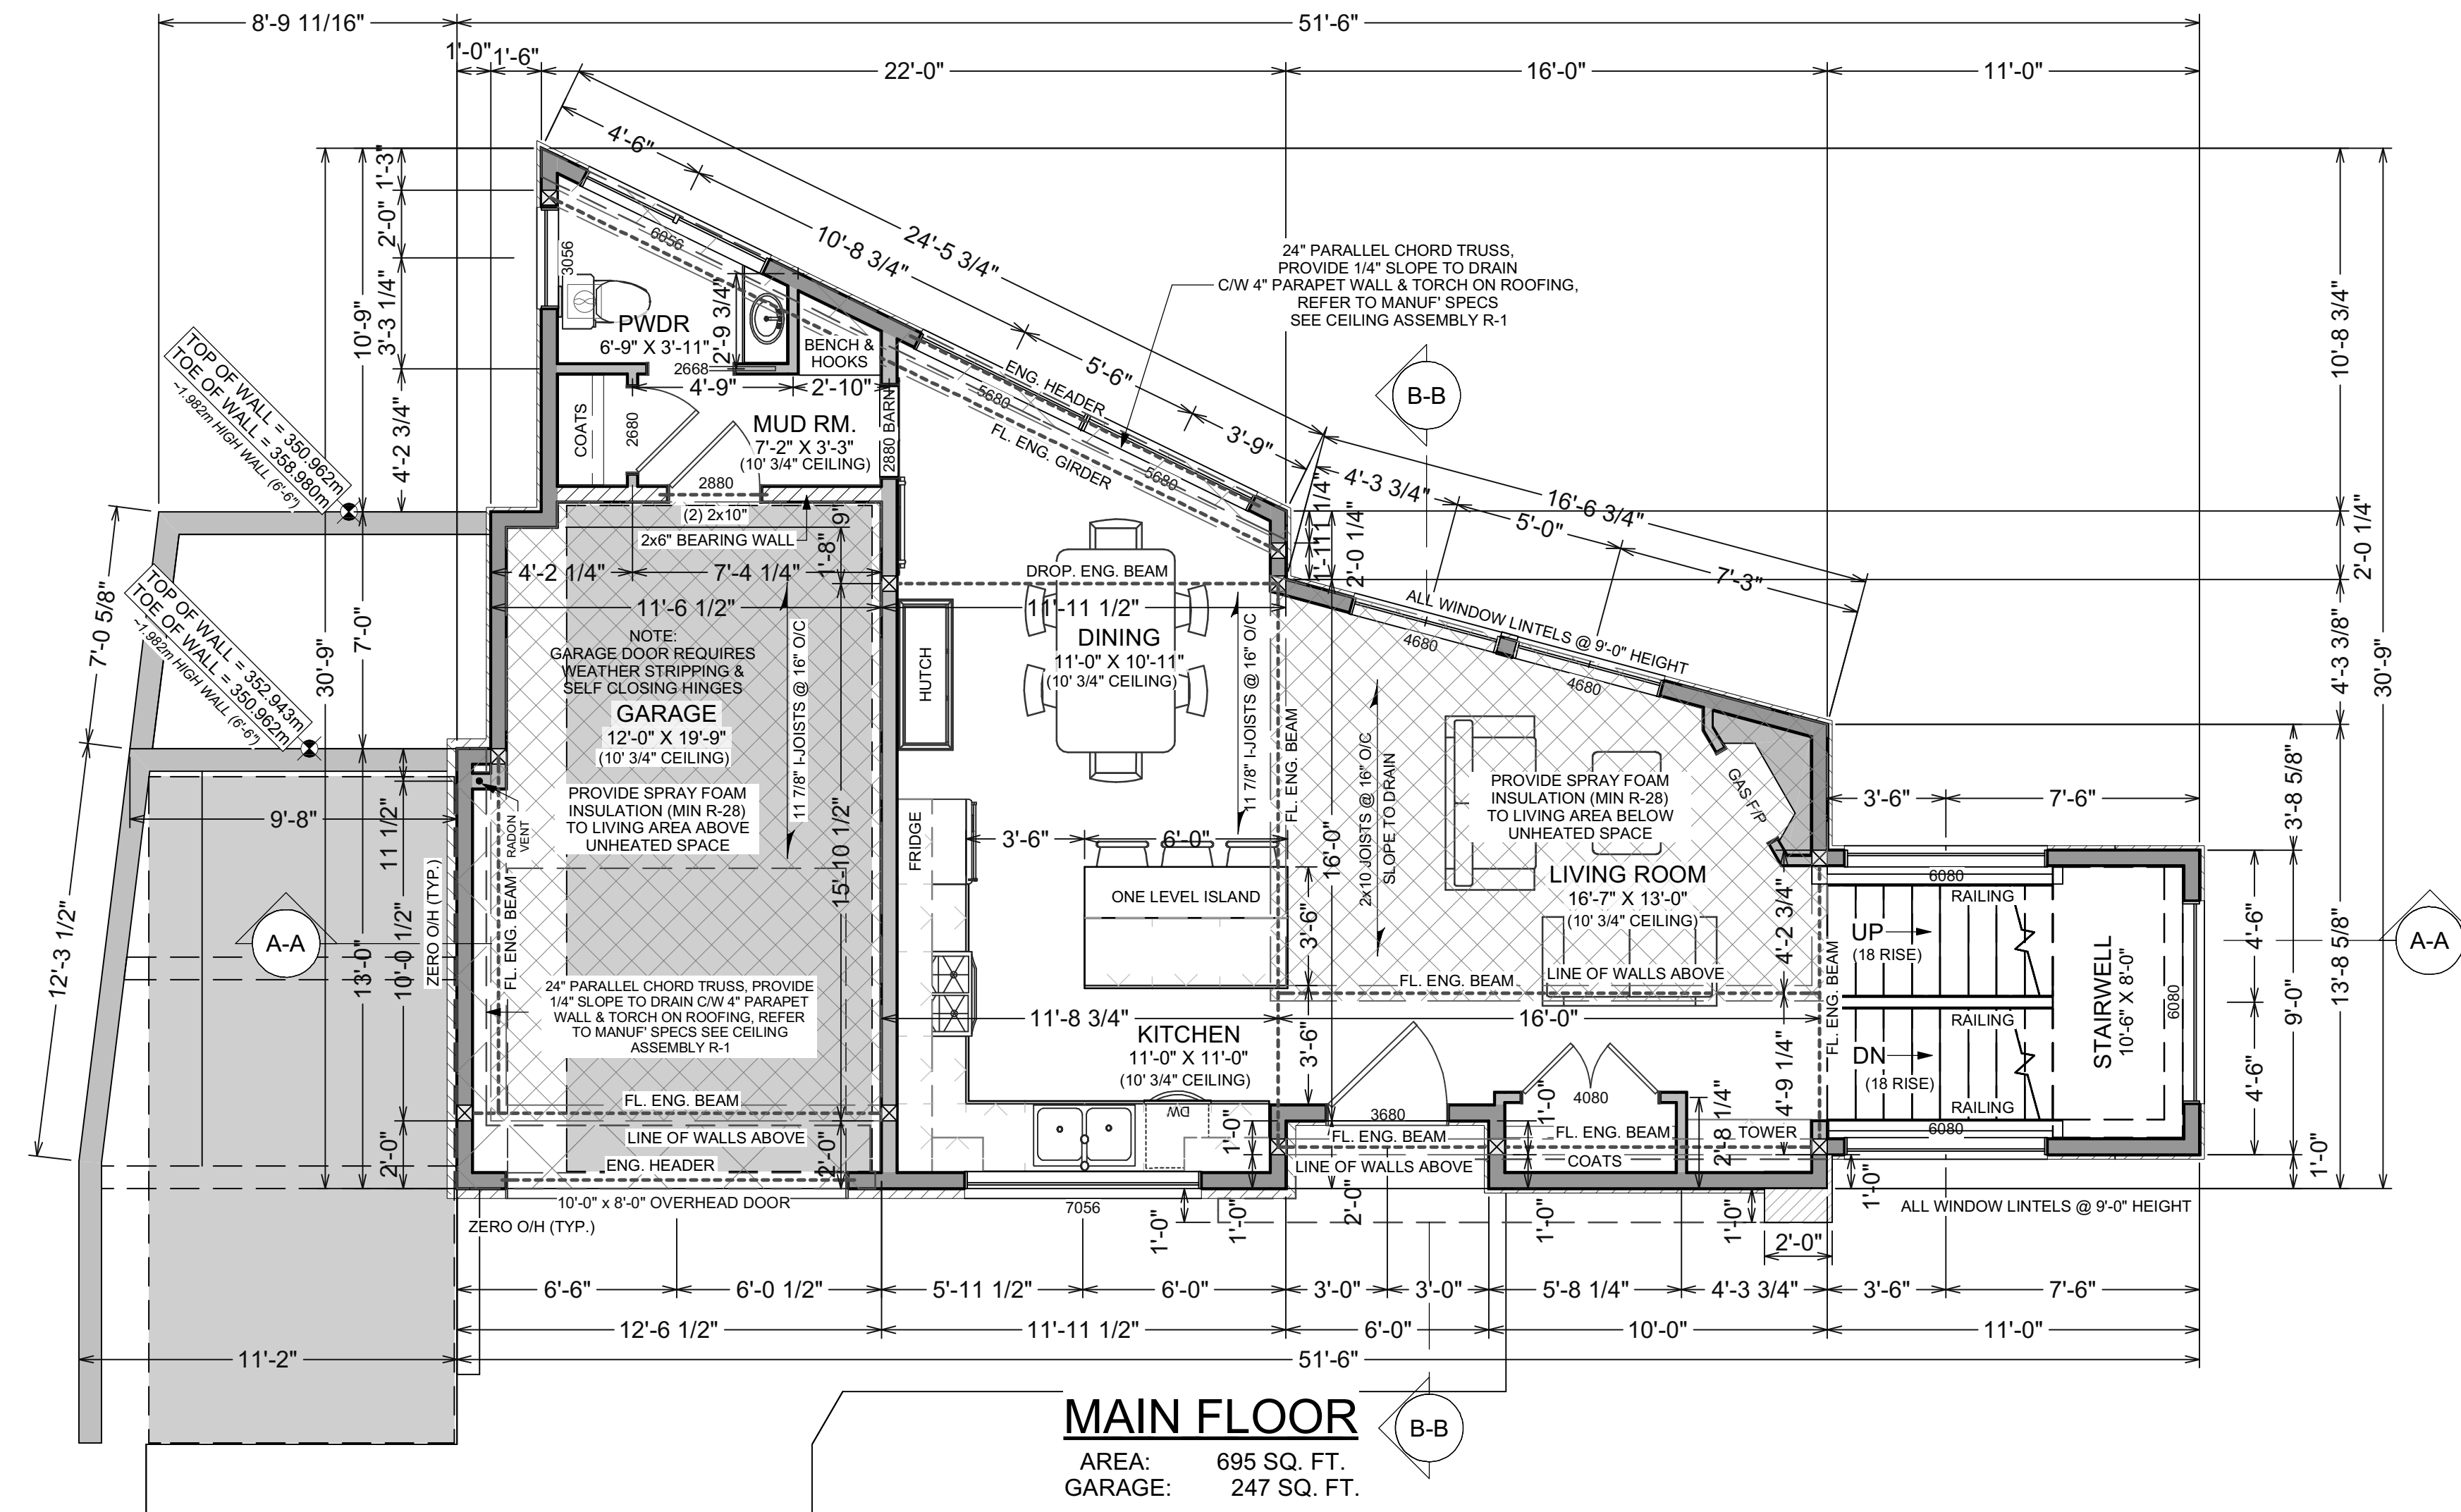 8'-9 11/16"
51'-6"
1'-0"
1'-6"
22'-0"
16'-0"
11'-0"
4'-6"
10'-8 3/4"
24'-5 3/4"
5'-6"
3'-9"
4'-3 3/4"
16'-6 3/4"
5'-0"
7'-3"
24" PARALLEL CHORD TRUSS,
PROVIDE 1/4" SLOPE TO DRAIN
C/W 4" PARAPET WALL & TORCH ON ROOFING,
REFER TO MANUF' SPECS
SEE CEILING ASSEMBLY R-1
B-B
1'-3"
2'-0"
3'-3 1/4"
10'-9"
4'-2 3/4"
30'-9"
7'-0"
TOP OF WALL = 350.962m
TOE OF WALL = 358.980m
~1.982m HIGH WALL (6'-6")
TOP OF WALL = 352.943m
TOE OF WALL = 350.962m
~1.982m HIGH WALL (6'-6")
7'-0 5/8"
12'-3 1/2"
3056
6056
PWDR
6'-9" X 3'-11"
2'-9 3/4"
2668
4'-9"
2'-10"
BENCH &
HOOKS
COATS
2680
MUD RM.
7'-2" X 3'-3"
(10' 3/4" CEILING)
2880 BARN
2880
(2) 2x10"
2x6" BEARING WALL
ENG. HEADER
FL. ENG. GIRDER
5680
5680
1'-11 1/4"
2'-0 1/4"
4'-2 1/4"
7'-4 1/4"
1'-8"
9"
11'-6 1/2"
NOTE:
GARAGE DOOR REQUIRES
WEATHER STRIPPING &
SELF CLOSING HINGES
GARAGE
12'-0" X 19'-9"
(10' 3/4" CEILING)
PROVIDE SPRAY FOAM
INSULATION (MIN R-28)
TO LIVING AREA ABOVE
UNHEATED SPACE
11 7/8" I-JOISTS @ 16" O/C
15'-10 1/2"
RADON
VENT
FL. ENG. BEAM
ZERO O/H (TYP.)
9'-8"
11 1/2"
13'-0"
10'-0 1/2"
2'-0"
A-A
24" PARALLEL CHORD TRUSS, PROVIDE
1/4" SLOPE TO DRAIN C/W 4" PARAPET
WALL & TORCH ON ROOFING, REFER
TO MANUF' SPECS SEE CEILING
ASSEMBLY R-1
FL. ENG. BEAM
LINE OF WALLS ABOVE
ENG. HEADER
2'-0"
10'-0" x 8'-0" OVERHEAD DOOR
ZERO O/H (TYP.)
HUTCH
DROP. ENG. BEAM
11'-11 1/2"
DINING
11'-0" X 10'-11"
(10' 3/4" CEILING)
11 7/8" I-JOISTS @ 16" O/C
FL. ENG. BEAM
16'-0"
FRIDGE
3'-6"
6'-0"
ONE LEVEL ISLAND
3'-6"
3'-6"
11'-8 3/4"
KITCHEN
11'-0" X 11'-0"
(10' 3/4" CEILING)
DW
7056
1'-0"
1'-0"
1'-0"
2'-0"
ALL WINDOW LINTELS @ 9'-0" HEIGHT
4680
4680
2x10 JOISTS @ 16" O/C
SLOPE TO DRAIN
PROVIDE SPRAY FOAM
INSULATION (MIN R-28)
TO LIVING AREA BELOW
UNHEATED SPACE
GAS F/P
LIVING ROOM
16'-7" X 13'-0"
(10' 3/4" CEILING)
FL. ENG. BEAM
LINE OF WALLS ABOVE
16'-0"
4'-2 3/4"
4'-9 1/4"
FL. ENG. BEAM
3680
FL. ENG. BEAM
LINE OF WALLS ABOVE
4080
1'-0"
FL. ENG. BEAM
COATS
2'-8 1/4"
TOWER
1'-0"
1'-0"
1'-0"
2'-0"
3'-6"
7'-6"
6080
RAILING
UP
(18 RISE)
RAILING
DN
(18 RISE)
RAILING
6080
STAIRWELL
10'-6" X 8'-0"
6080
4'-6"
4'-6"
9'-0"
1'-0"
3'-8 5/8"
13'-8 5/8"
10'-8 3/4"
2'-0 1/4"
4'-3 3/8"
30'-9"
A-A
ALL WINDOW LINTELS @ 9'-0" HEIGHT
6'-6"
6'-0 1/2"
5'-11 1/2"
6'-0"
3'-0"
3'-0"
5'-8 1/4"
4'-3 3/4"
3'-6"
7'-6"
12'-6 1/2"
11'-11 1/2"
6'-0"
10'-0"
11'-0"
11'-2"
51'-6"
MAIN FLOOR
B-B
AREA: 695 SQ. FT.
GARAGE: 247 SQ. FT.